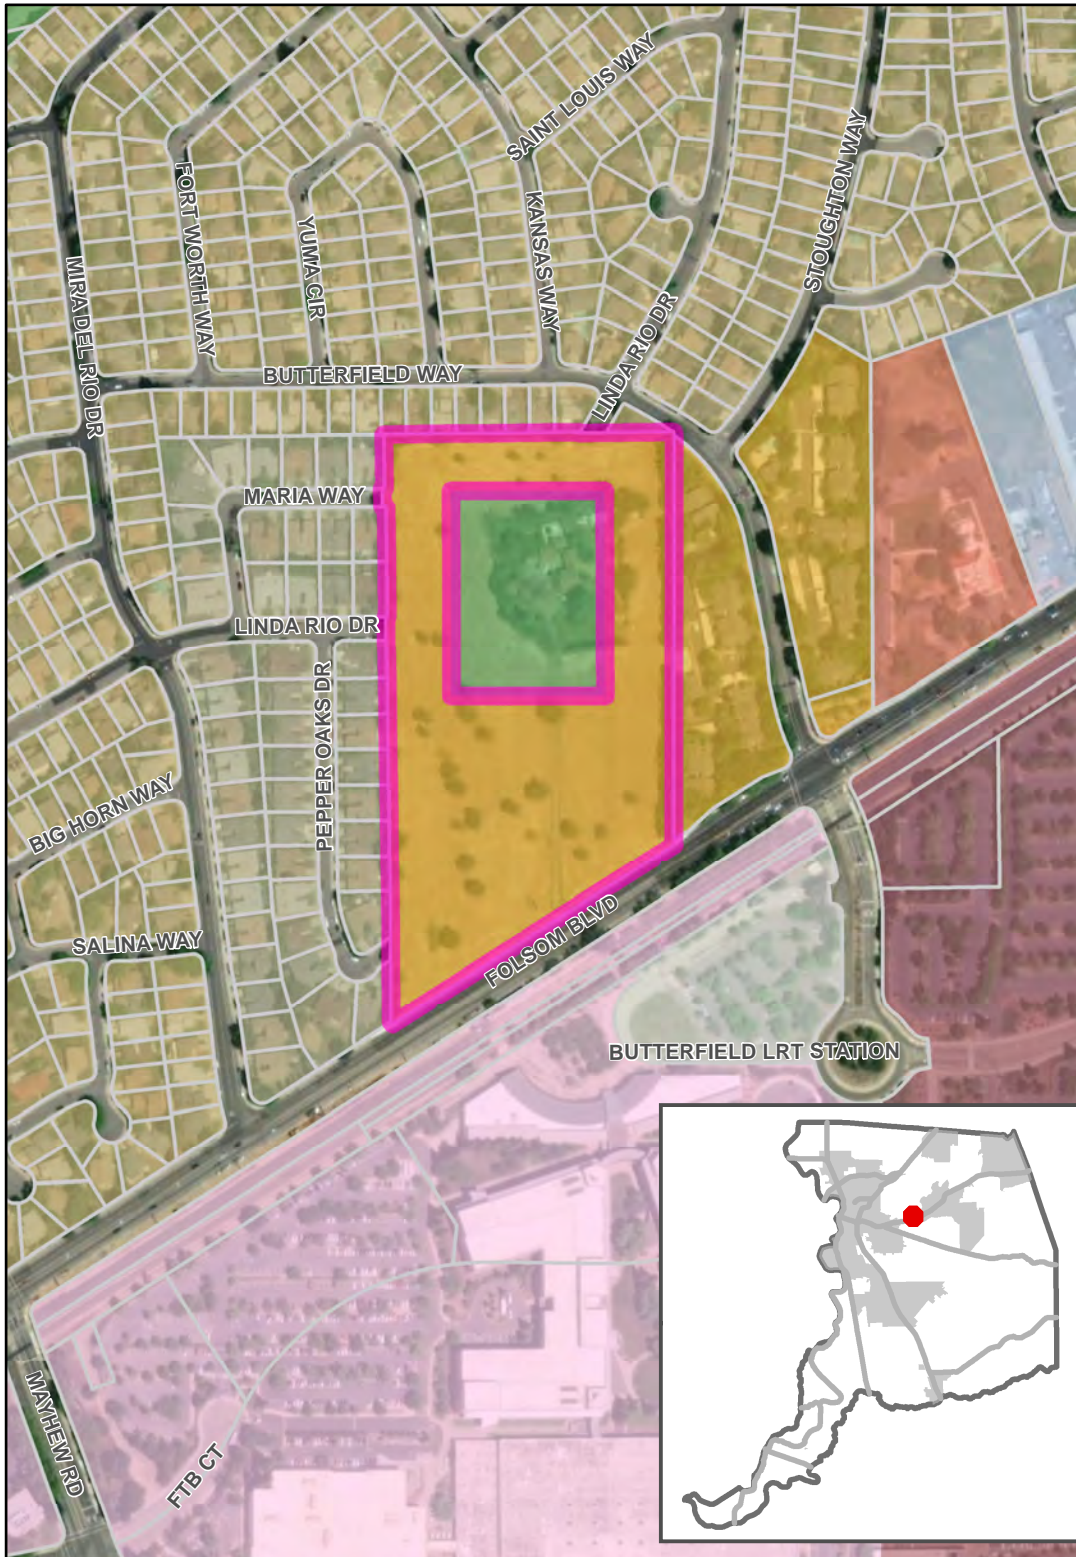 SAINT LOUIS WAY
FORT WORTH WAY
YUMA CIR
KANSAS WAY
STOUGHTON WAY
MIRA DEL RIO DR
LINDA RIO DR
BUTTERFIELD WAY
MARIA WAY
LINDA RIO DR
PEPPER OAKS DR
BIG HORN WAY
SALINA WAY
FOLSOM BLVD
BUTTERFIELD LRT STATION
MAYHEW RD
FTB CT